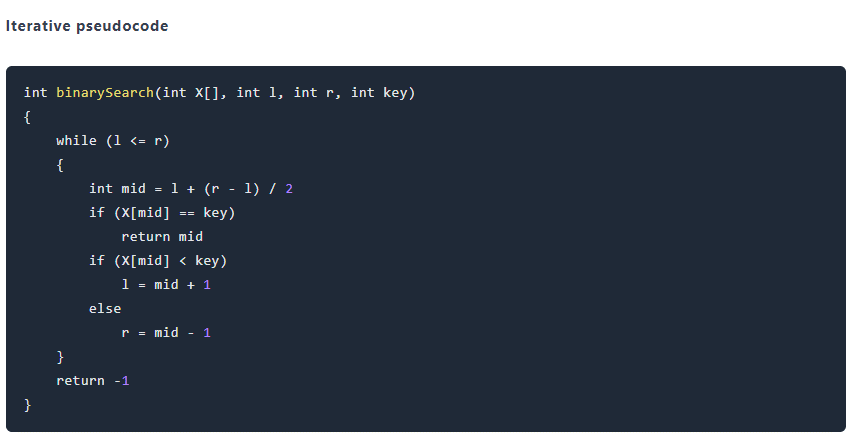 Iterative pseudocode
int binarySearch(int X[], int l, int r, int key)
{
    while (l <= r)
    {
        int mid = l + (r - l) / 2
        if (X[mid] == key)
            return mid
        if (X[mid] < key)
            l = mid + 1
        else
            r = mid - 1
    }
    return -1
}